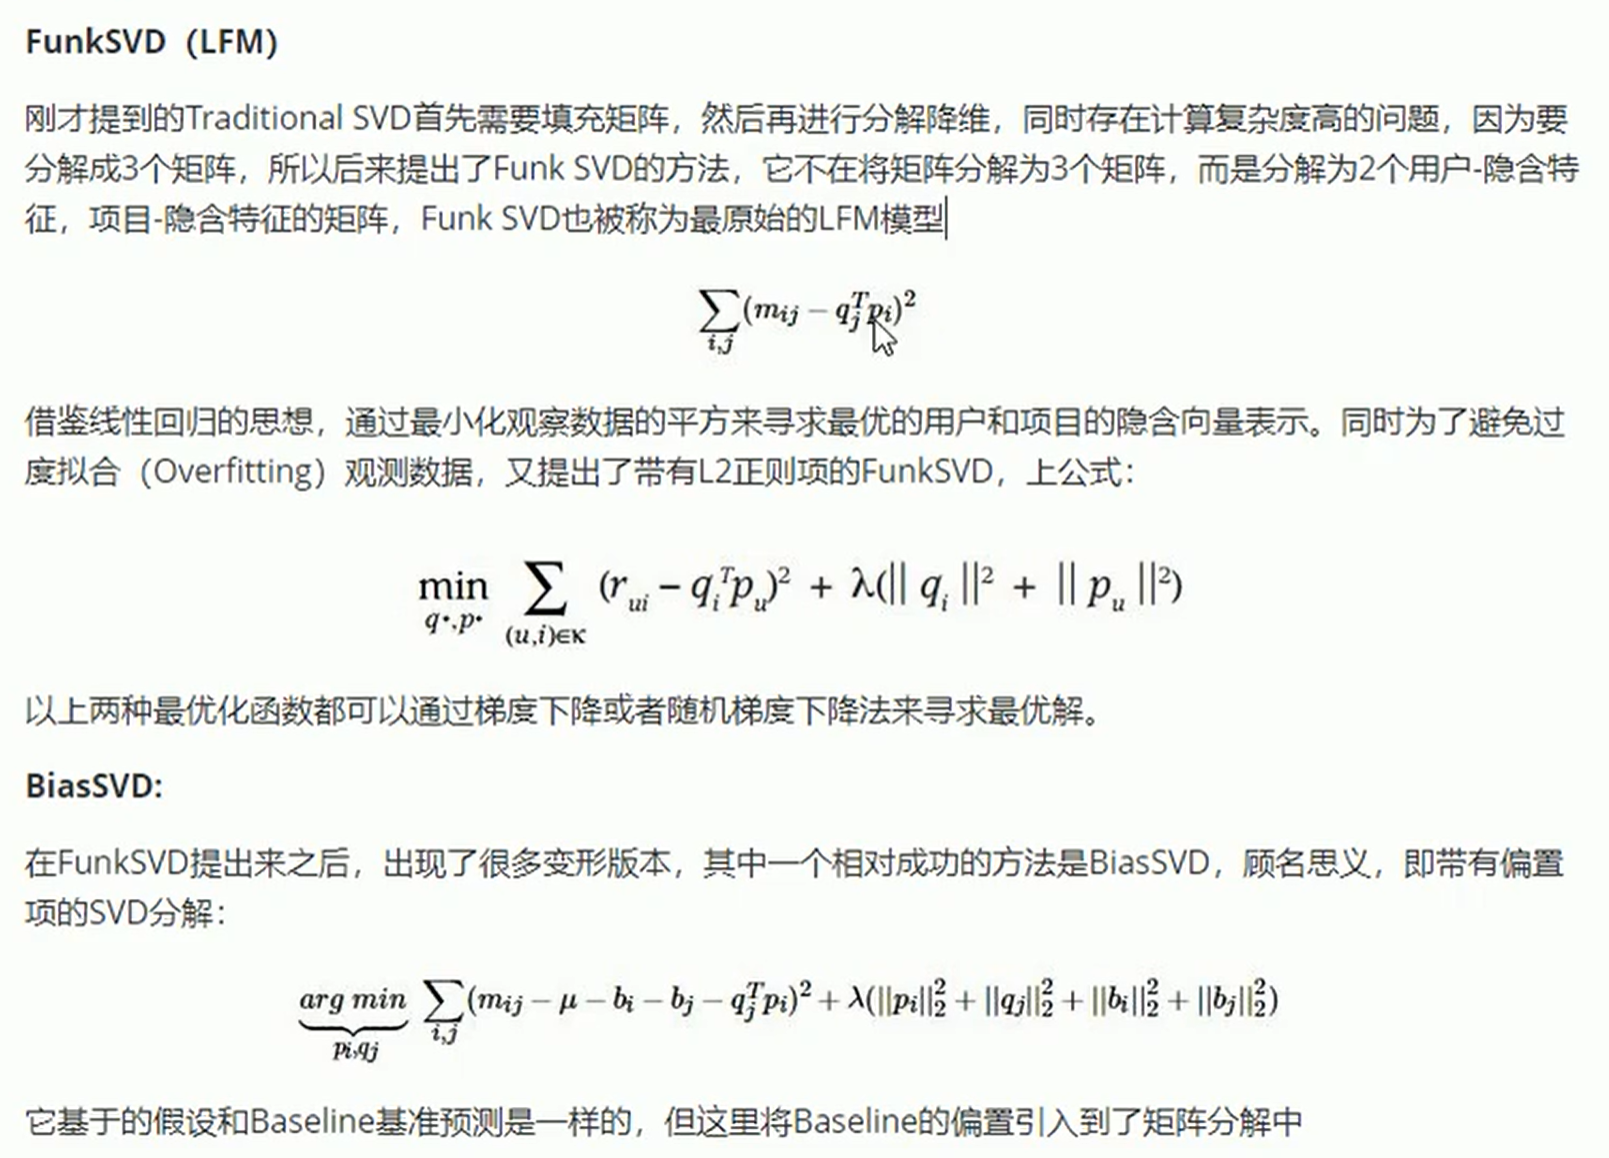 FunkSVD（LFM）
刚才提到的Traditional SVD首先需要填充矩阵，然后再进行分解降维，同时存在计算复杂度高的问题，因为要
分解成3个矩阵，所以后来提出了Funk SVD的方法，它不在将矩阵分解为3个矩阵，而是分解为2个用户-隐含特
征，项目-隐含特征的矩阵，Funk SVD也被称为最原始的LFM模型
\sum_{i,j}(m_{ij} - q_j^T p_i)^2
借鉴线性回归的思想，通过最小化观察数据的平方来寻求最优的用户和项目的隐含向量表示。同时为了避免过
度拟合（Overfitting）观测数据，又提出了带有L2正则项的FunkSVD，上公式：
\min_{q*,p*} \sum_{(u,i)∈κ} (r_{ui} - q_i^T p_u)^2 + λ(||q_i||^2 + ||p_u||^2)
以上两种最优化函数都可以通过梯度下降或者随机梯度下降法来寻求最优解。
BiasSVD:
在FunkSVD提出来之后，出现了很多变形版本，其中一个相对成功的方法是BiasSVD，顾名思义，即带有偏置
项的SVD分解：
\underbrace{arg min}_{p_i,q_j} \sum_{i,j}(m_{ij} - μ - b_i - b_j - q_j^T p_i)^2 + λ(||p_i||_2^2 + ||q_j||_2^2 + ||b_i||_2^2 + ||b_j||_2^2)
它基于的假设和Baseline基准预测是一样的，但这里将Baseline的偏置引入到了矩阵分解中